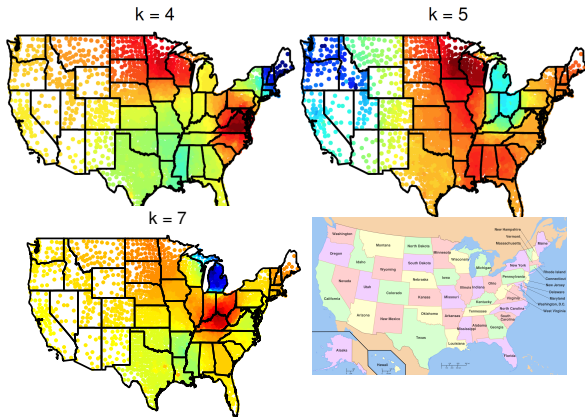 k = 4
k = 5
k = 7
New Hampshire
Vermont
Massachusetts
Washington
Montana
North Dakota
Minnesota
Maine
Oregon
Idaho
South Dakota
Wisconsin
Michigan
New York
Wyoming
Rhode Island
Connecticut
Nevada
Nebraska
Iowa
Pennsylvania
New Jersey
Utah
Illinois
Indiana
Ohio
Delaware
California
Colorado
Kansas
Missouri
Virginia
Maryland
Washington, D.C.
Kentucky
West Virginia
Arizona
New Mexico
Oklahoma
Arkansas
Tennessee
North Carolina
South Carolina
Mississippi
Alabama
Georgia
Texas
Louisiana
Florida
Alaska
Hawaii